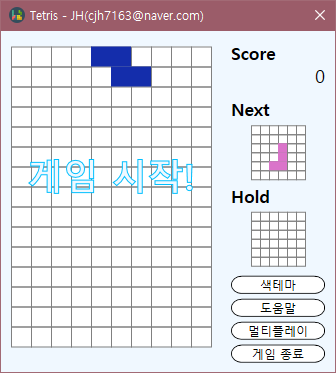 Tetris - JH(cjh7163@naver.com)
Score
0
Next
게임 시작!
Hold
색테마
도움말
멀티플레이
게임 종료